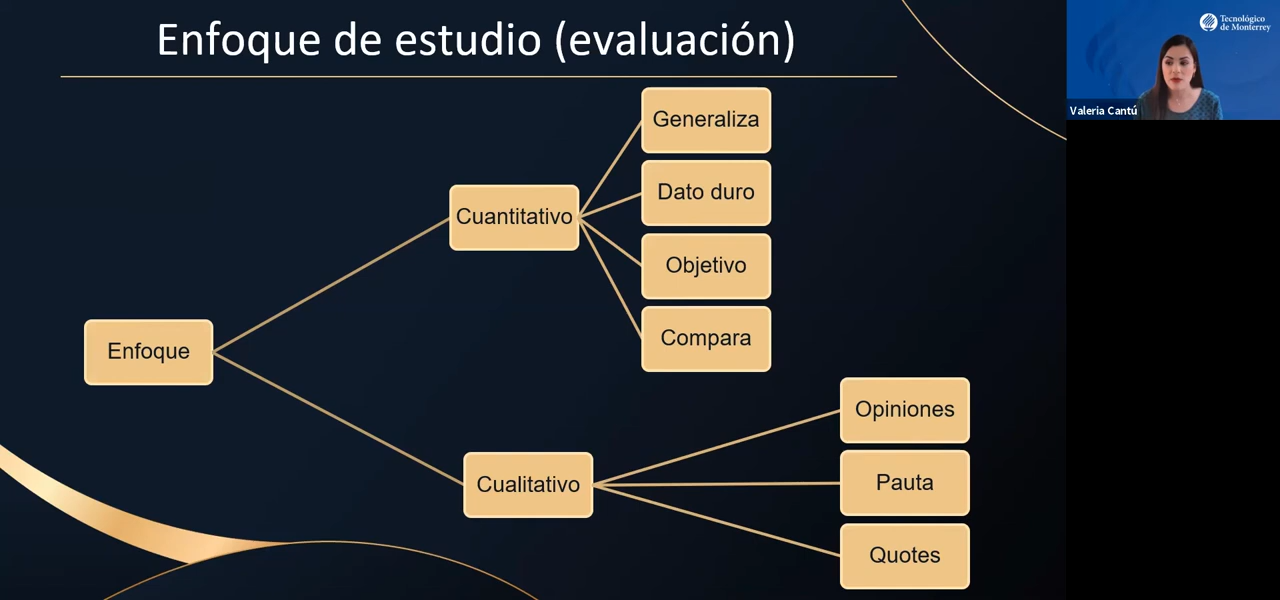 Enfoque de estudio (evaluación)
Tecnológico
de Monterrey
Valeria Cantú
Generaliza
Dato duro
Cuantitativo
Objetivo
Compara
Enfoque
Opiniones
Cualitativo
Pauta
Quotes